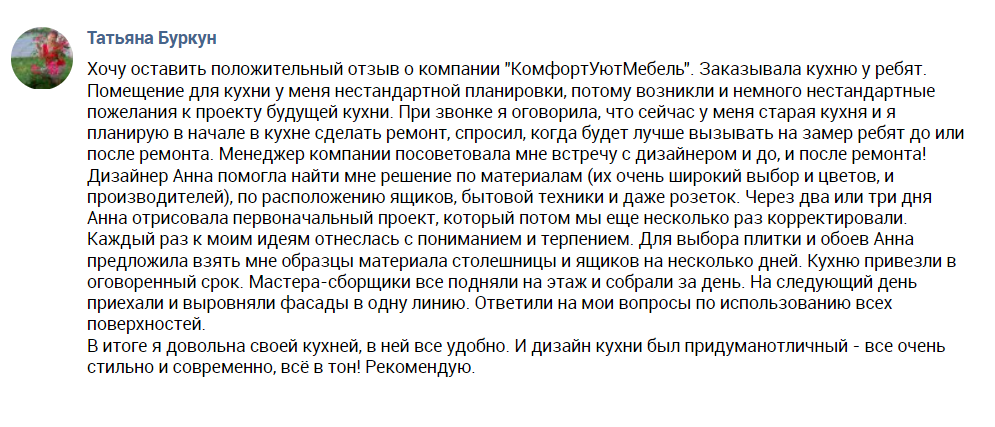 Татьяна Буркун
Хочу оставить положительный отзыв о компании "КомфортУютМебель". Заказывала кухню у ребят.
Помещение для кухни у меня нестандартной планировки, потому возникли и немного нестандартные
пожелания к проекту будущей кухни. При звонке я оговорила, что сейчас у меня старая кухня и я
планирую в начале в кухне сделать ремонт, спросил, когда будет лучше вызывать на замер ребят до или
после ремонта. Менеджер компании посоветовала мне встречу с дизайнером и до, и после ремонта!
Дизайнер Анна помогла найти мне решение по материалам (их очень широкий выбор и цветов, и
производителей), по расположению ящиков, бытовой техники и даже розеток. Через два или три дня
Анна отрисовала первоначальный проект, который потом мы еще несколько раз корректировали.
Каждый раз к моим идеям отнеслась с пониманием и терпением. Для выбора плитки и обоев Анна
предложила взять мне образцы материала столешницы и ящиков на несколько дней. Кухню привезли в
оговоренный срок. Мастера-сборщики все подняли на этаж и собрали за день. На следующий день
приехали и выровняли фасады в одну линию. Ответили на мои вопросы по использованию всех
поверхностей.
В итоге я довольна своей кухней, в ней все удобно. И дизайн кухни был придуманотличный - все очень
стильно и современно, всё в тон! Рекомендую.